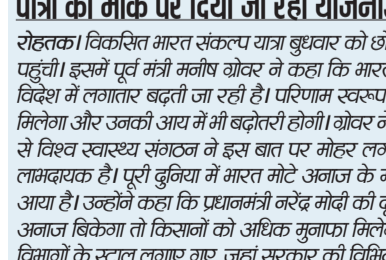 पात्रों को मौके पर दिया जा रहा योजनाओं
रोहतक। विकसित भारत संकल्प यात्रा बुधवार को छो
पहुंची। इसमें पूर्व मंत्री मनीष ग्रोवर ने कहा कि भार
विदेश में लगातार बढ़ती जा रही है। परिणाम स्वरूप
मिलेगा और उनकी आय में भी बढ़ोतरी होगी। ग्रोवर ने
से विश्व स्वास्थ्य संगठन ने इस बात पर मोहर लग
लाभदायक है। पूरी दुनिया में भारत मोटे अनाज के
आया है। उन्होंने कहा कि प्रधानमंत्री नरेंद्र मोदी की दू
अनाज बिकेगा तो किसानों को अधिक मुनाफा मिले
विभागों के स्टाल लगाए गए, जहां सरकार की विभि